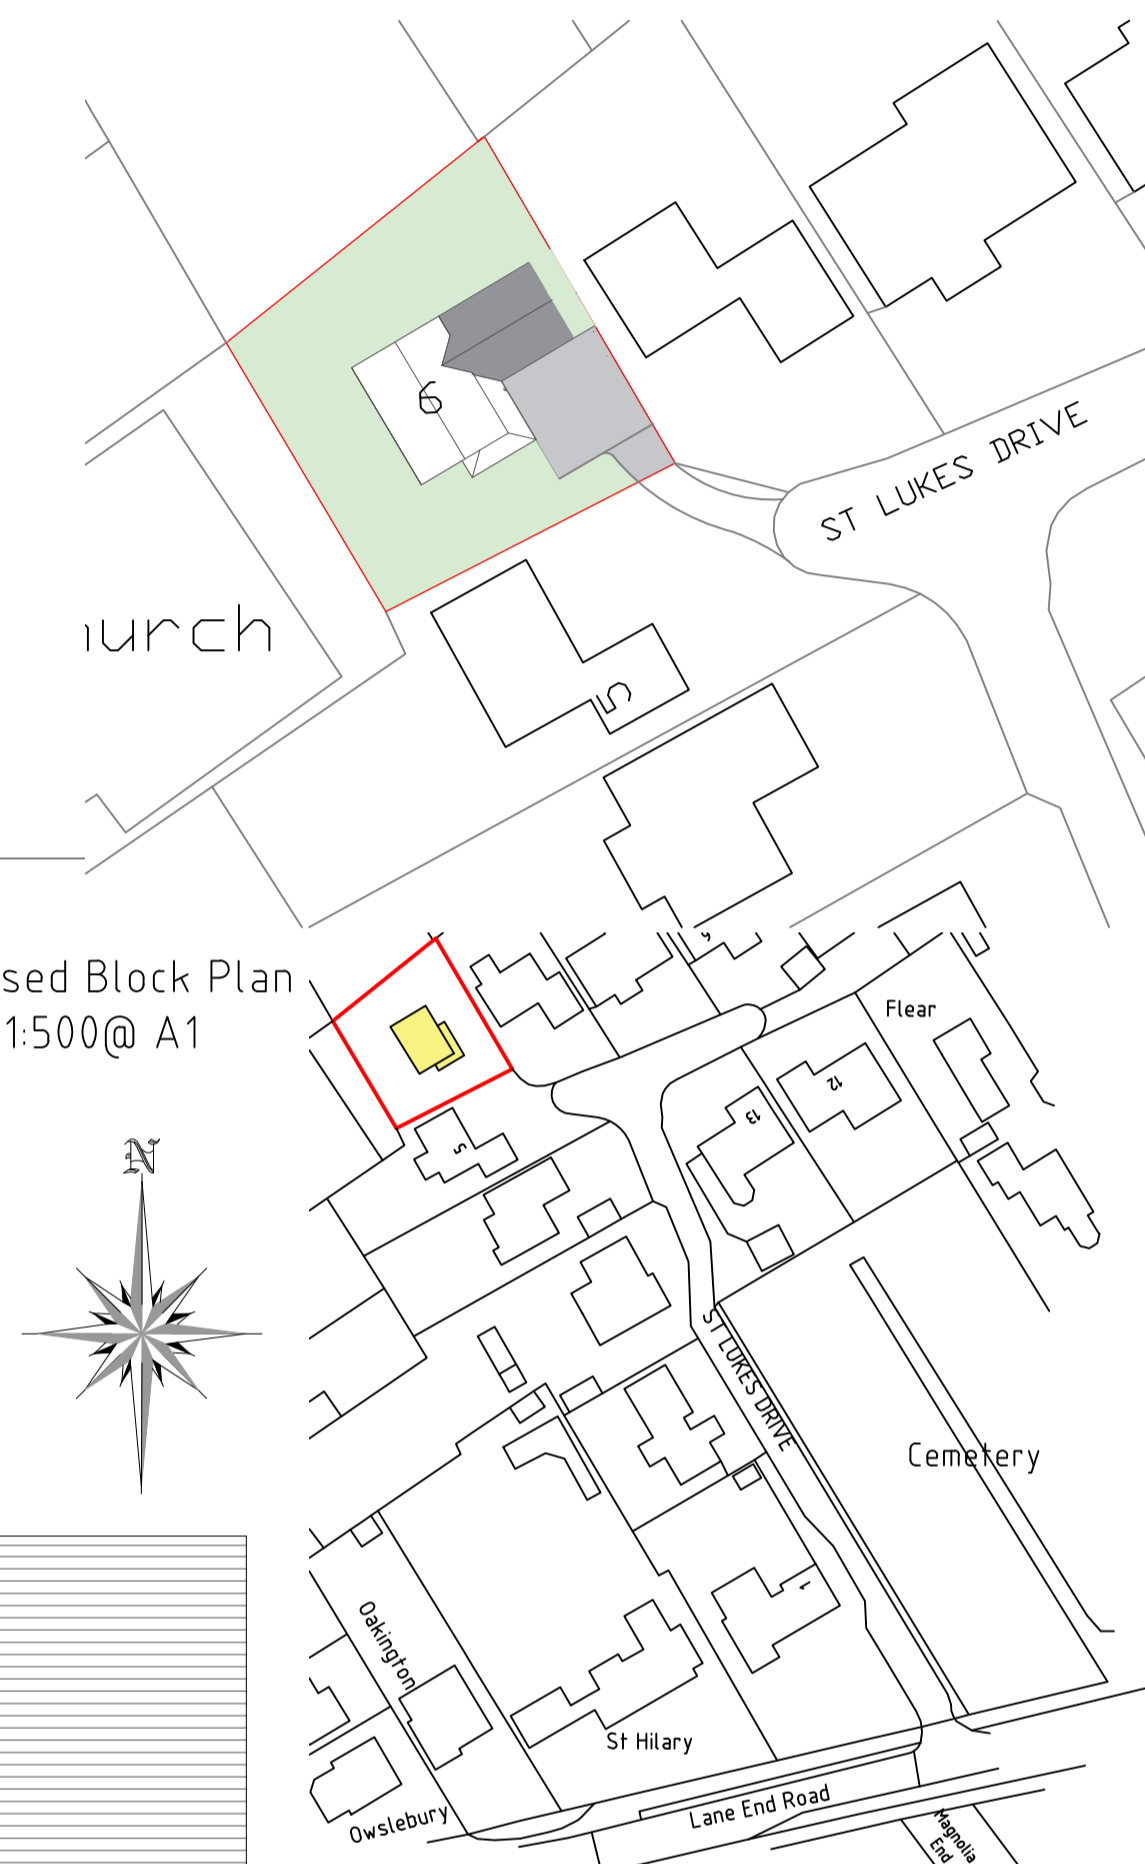 6
ST LUKES DRIVE
5
sed Block Plan
1:500@ A1
N
Flear
12
13
5
ST LUKES DRIVE
Cemetery
1
Oakington
St Hilary
Owslebury
Lane End Road
Magnolia
End